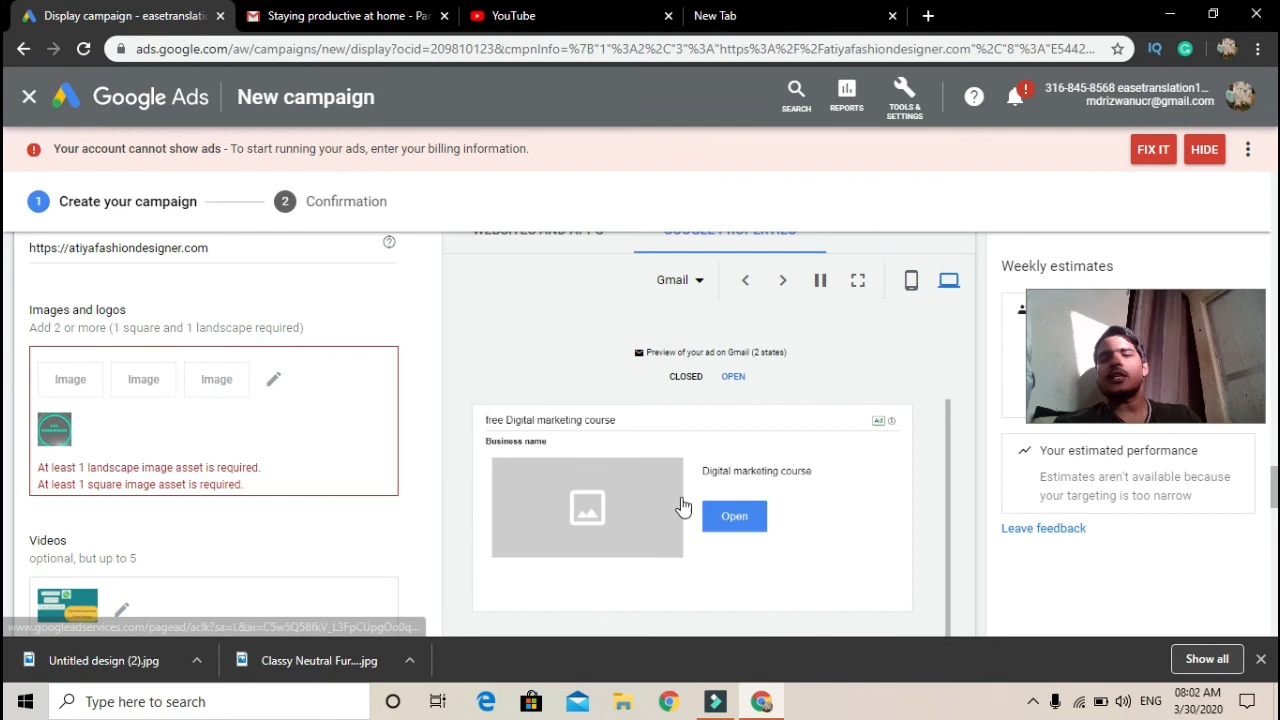 Display campaign - easetranslatio
Staying productive at home - Par
YouTube
New Tab
ads.google.com/aw/campaigns/new/display?ocid=209810123&cmpnInfo=%7B"1"%3A2%2C"3"%3A"https%3A%2F%2Fatiyafashiondesigner.com"%2C"8"%3A"E5442...
Google Ads
New campaign
SEARCH
REPORTS
TOOLS & SETTINGS
316-845-8568 easetranslation1...
mdrizwanucr@gmail.com
Your account cannot show ads - To start running your ads, enter your billing information.
FIX IT
HIDE
1 Create your campaign
2 Confirmation
WEBSITES AND APPS
GOOGLE PROPERTIES
https://atiyafashiondesigner.com
Images and logos
Add 2 or more (1 square and 1 landscape required)
Image
Image
Image
At least 1 landscape image asset is required.
At least 1 square image asset is required.
Videos
optional, but up to 5
Gmail
Preview of your ad on Gmail (2 states)
CLOSED
OPEN
free Digital marketing course
Ad
Business name
Digital marketing course
Open
Weekly estimates
Your estimated performance
Estimates aren't available because
your targeting is too narrow
Leave feedback
www.googleadservices.com/pagead/aclk?sa=L&ai=C5w5Q5BfkV_L3FpCUpgOo0q...
Untitled design (2).jpg
Classy Neutral Fur....jpg
Show all
Type here to search
ENG
08:02 AM
3/30/2020